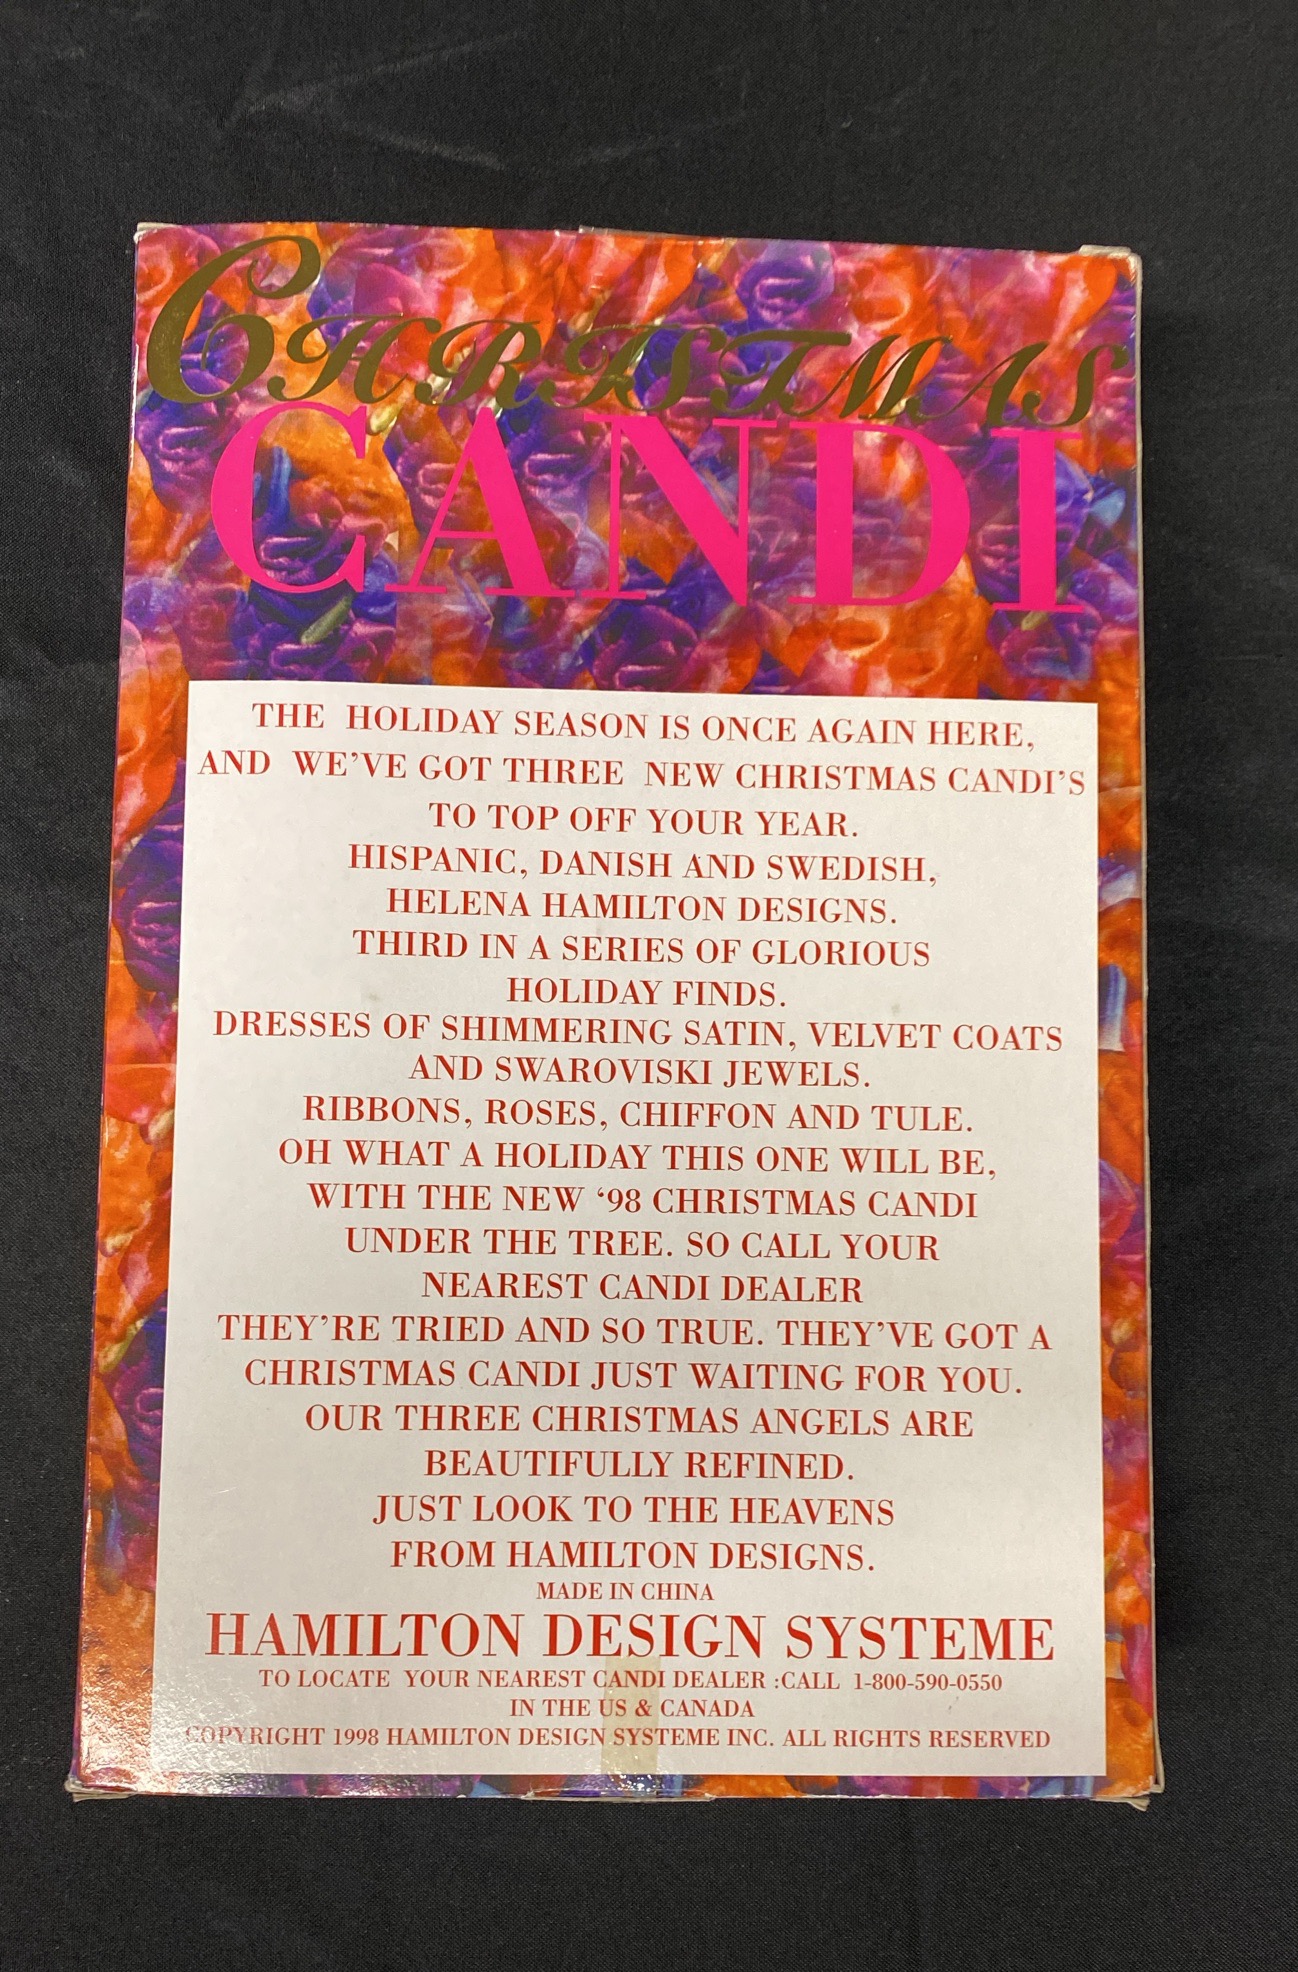 CHRISTMAS
CANDI
THE HOLIDAY SEASON IS ONCE AGAIN HERE,
AND WE'VE GOT THREE NEW CHRISTMAS CANDI'S
TO TOP OFF YOUR YEAR.
HISPANIC, DANISH AND SWEDISH,
HELENA HAMILTON DESIGNS.
THIRD IN A SERIES OF GLORIOUS
HOLIDAY FINDS.
DRESSES OF SHIMMERING SATIN, VELVET COATS
AND SWAROVISKI JEWELS.
RIBBONS, ROSES, CHIFFON AND TULE.
OH WHAT A HOLIDAY THIS ONE WILL BE,
WITH THE NEW '98 CHRISTMAS CANDI
UNDER THE TREE. SO CALL YOUR
NEAREST CANDI DEALER
THEY'RE TRIED AND SO TRUE. THEY'VE GOT A
CHRISTMAS CANDI JUST WAITING FOR YOU.
OUR THREE CHRISTMAS ANGELS ARE
BEAUTIFULLY REFINED.
JUST LOOK TO THE HEAVENS
FROM HAMILTON DESIGNS.
MADE IN CHINA
HAMILTON DESIGN SYSTEME
TO LOCATE YOUR NEAREST CANDI DEALER :CALL 1-800-590-0550
IN THE US & CANADA
COPYRIGHT 1998 HAMILTON DESIGN SYSTEME INC. ALL RIGHTS RESERVED